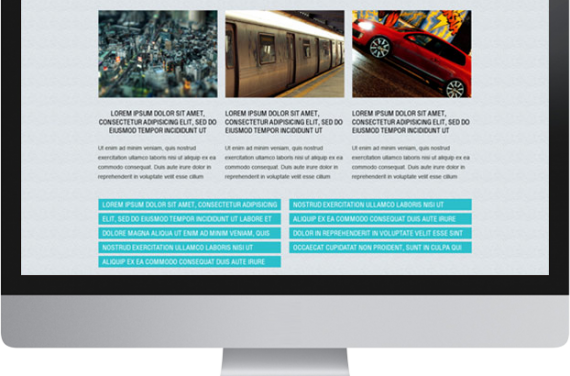 LOREM IPSUM DOLOR SIT AMET,
CONSECTETUR ADIPISICING ELIT, SED DO
EIUSMOD TEMPOR INCIDIDUNT UT
Ut enim ad minim veniam, quis nostrud
exercitation ullamco laboris nisi ut aliquip ex ea
commodo consequat. Duis aute irure dolor in
reprehenderit in voluptate velit esse cillum
LOREM IPSUM DOLOR SIT AMET,
CONSECTETUR ADIPISICING ELIT, SED DO
EIUSMOD TEMPOR INCIDIDUNT UT
Ut enim ad minim veniam, quis nostrud
exercitation ullamco laboris nisi ut aliquip ex ea
commodo consequat. Duis aute irure dolor in
reprehenderit in voluptate velit esse cillum
LOREM IPSUM DOLOR SIT AMET,
CONSECTETUR ADIPISICING ELIT, SED DO
EIUSMOD TEMPOR INCIDIDUNT UT
Ut enim ad minim veniam, quis nostrud
exercitation ullamco laboris nisi ut aliquip ex ea
commodo consequat. Duis aute irure dolor in
reprehenderit in voluptate velit esse cillum
LOREM IPSUM DOLOR SIT AMET, CONSECTETUR ADIPISICING
ELIT, SED DO EIUSMOD TEMPOR INCIDIDUNT UT LABORE ET
DOLORE MAGNA ALIQUA UT ENIM AD MINIM VENIAM, QUIS
NOSTRUD EXERCITATION ULLAMCO LABORIS NISI UT
ALIQUIP EX EA COMMODO CONSEQUAT DUIS AUTE IRURE
NOSTRUD EXERCITATION ULLAMCO LABORIS NISI UT
ALIQUIP EX EA COMMODO CONSEQUAT DUIS AUTE IRURE
DOLOR IN REPREHENDERIT IN VOLUPTATE VELIT ESSE SINT
OCCAECAT CUPIDATAT NON PROIDENT, SUNT IN CULPA QUI